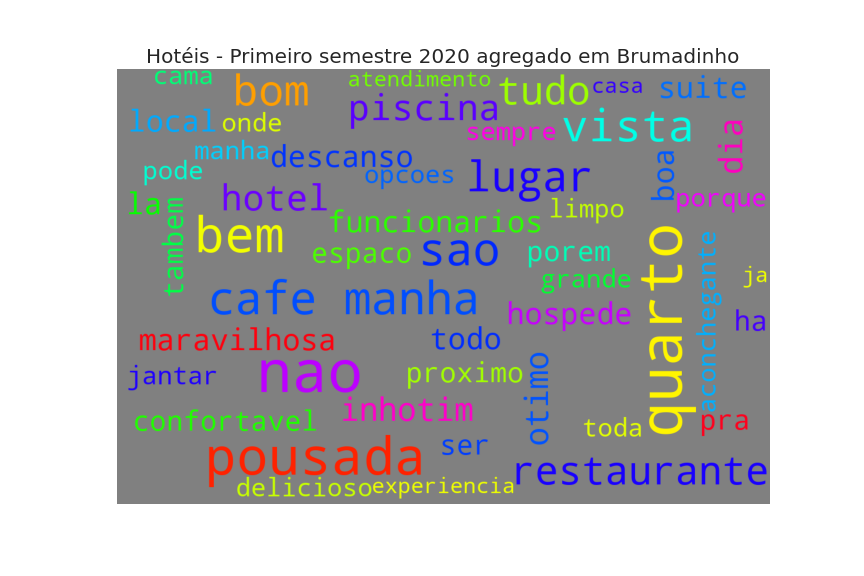 Hotéis - Primeiro semestre 2020 agregado em Brumadinho
cama
bom
atendimento
tudo
casa
suite
piscina
local
onde
sempre
vista
dia
manha
descanso
pode
opcoes
lugar
boa
hotel
porque
la
tambem
funcionarios
limpo
bem
espaco
sao
porem
quarto
aconchegante
grande
ja
cafe manha
hospede
ha
maravilhosa
todo
jantar
nao
proximo
otimo
confortavel
inhotim
toda
pra
pousada
ser
restaurante
delicioso
experiencia